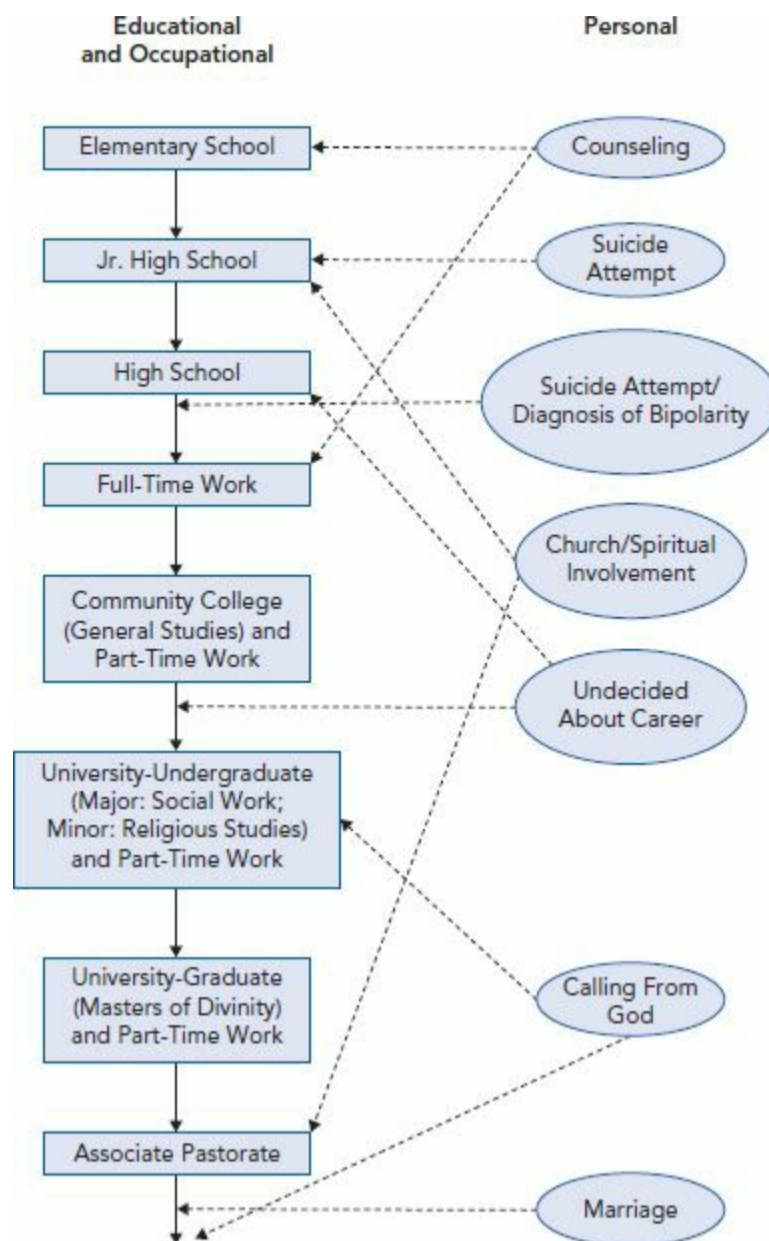 Educational
and Occupational
Personal
Elementary School
Counseling
Jr. High School
Suicide
Attempt
High School
Suicide Attempt/
Diagnosis of Bipolarity
Full-Time Work
Church/Spiritual
Involvement
Community College
(General Studies) and
Part-Time Work
Undecided
About Career
University-Undergraduate
(Major: Social Work;
Minor: Religious Studies)
and Part-Time Work
University-Graduate
(Masters of Divinity)
and Part-Time Work
Calling From
God
Associate Pastorate
Marriage